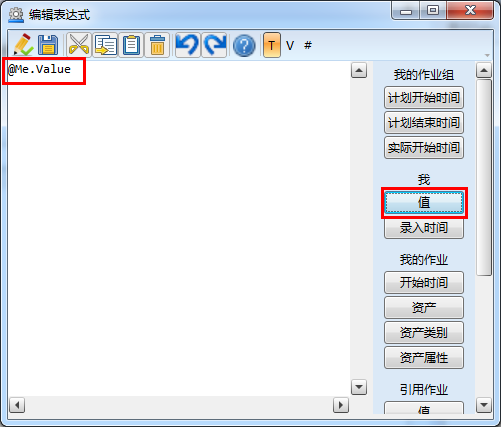 编辑表达式
T V #
@Me.Value
我的作业组
计划开始时间
计划结束时间
实际开始时间
我
值
录入时间
我的作业
开始时间
资产
资产类别
资产属性
引用作业
值